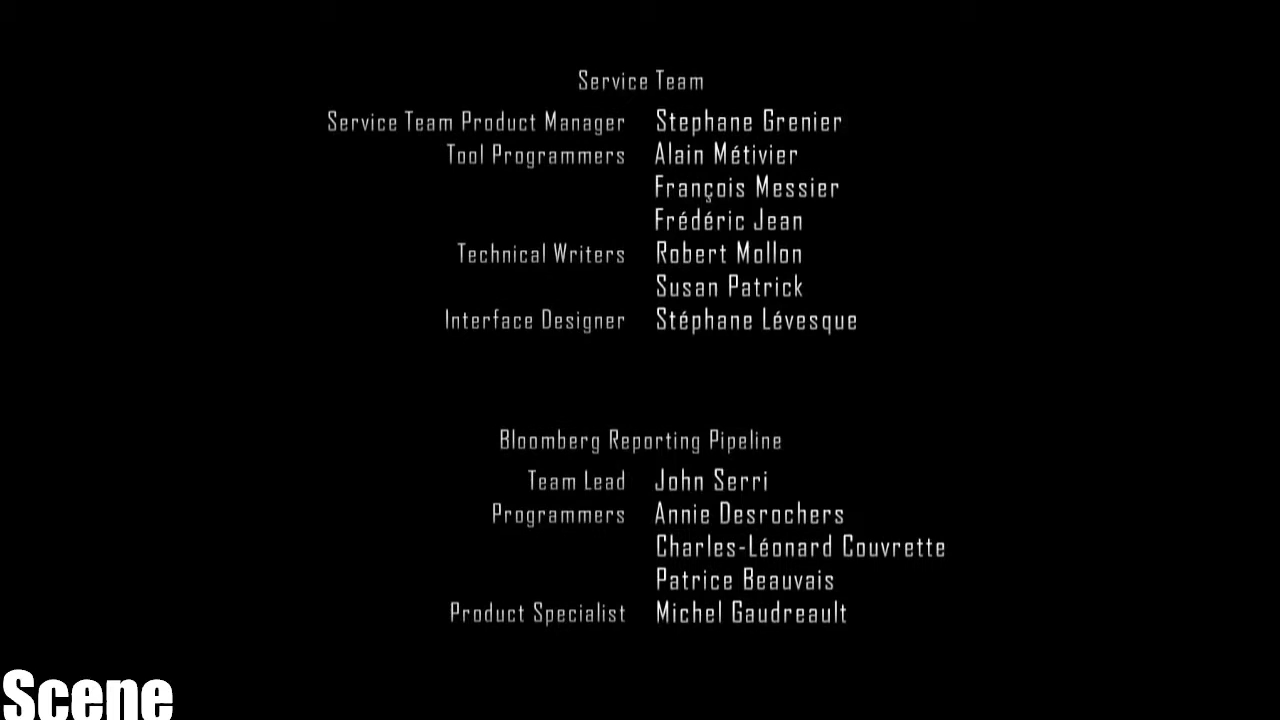 Service Team
Service Team Product Manager Stephane Grenier
Tool Programmers Alain Métivier
François Messier
Frédéric Jean
Technical Writers Robert Mollon
Susan Patrick
Interface Designer Stéphane Lévesque
Bloomberg Reporting Pipeline
Team Lead John Serri
Programmers Annie Desrochers
Charles-Léonard Couvrette
Patrice Beauvais
Product Specialist Michel Gaudreault
Scene